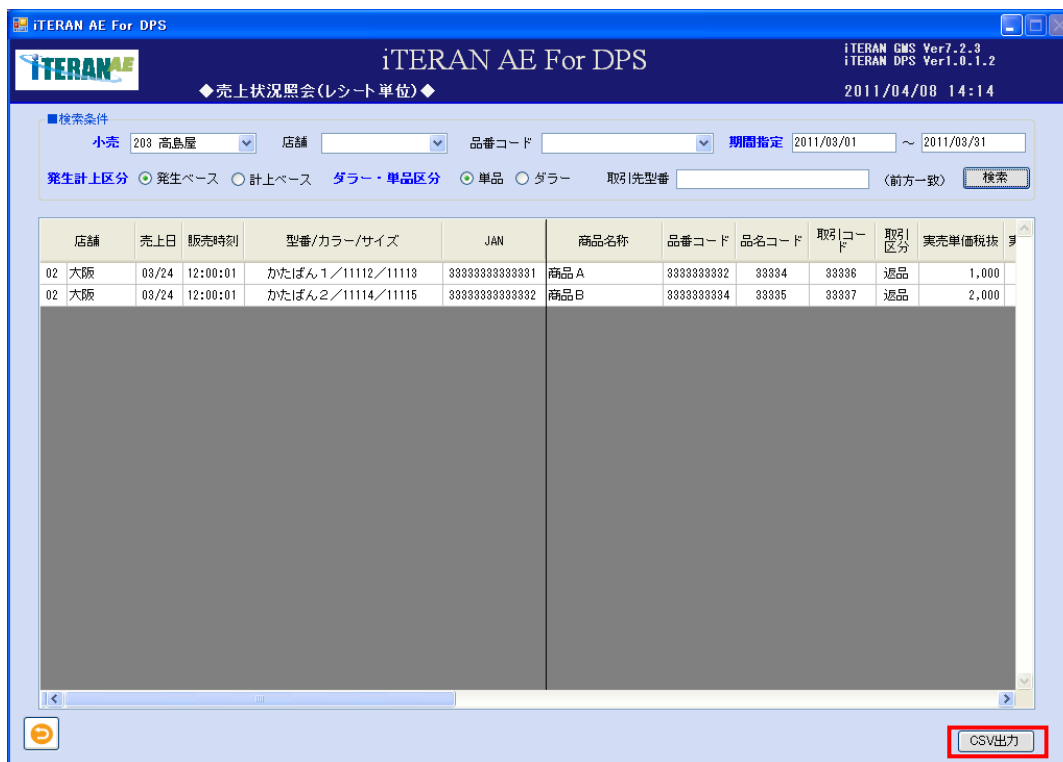 iTERAN AE For DPS
iTERAN AE
iTERAN AE For DPS
iTERAN GMS Ver7.2.3
iTERAN DPS Ver1.0.1.2
◆売上状況照会(レシート単位)◆
2011/04/08 14:14
■検索条件
小売 203 高島屋 店舗 品番コード 期間指定 2011/03/01 ～ 2011/03/31
発生計上区分 発生ベース 計上ベース ダラー・単品区分 単品 ダラー 取引先型番 (前方一致) 検索
店舗 売上日 販売時刻 型番/カラー/サイズ JAN 商品名称 品番コード 品名コード 取引コード 取引区分 実売単価税抜 実
02 大阪 03/24 12:00:01 かたばん1/11112/11113 33333333333331 商品A 3333333332 33334 33336 返品 1,000
02 大阪 03/24 12:00:01 かたばん2/11114/11115 33333333333332 商品B 3333333334 33335 33337 返品 2,000
CSV出力